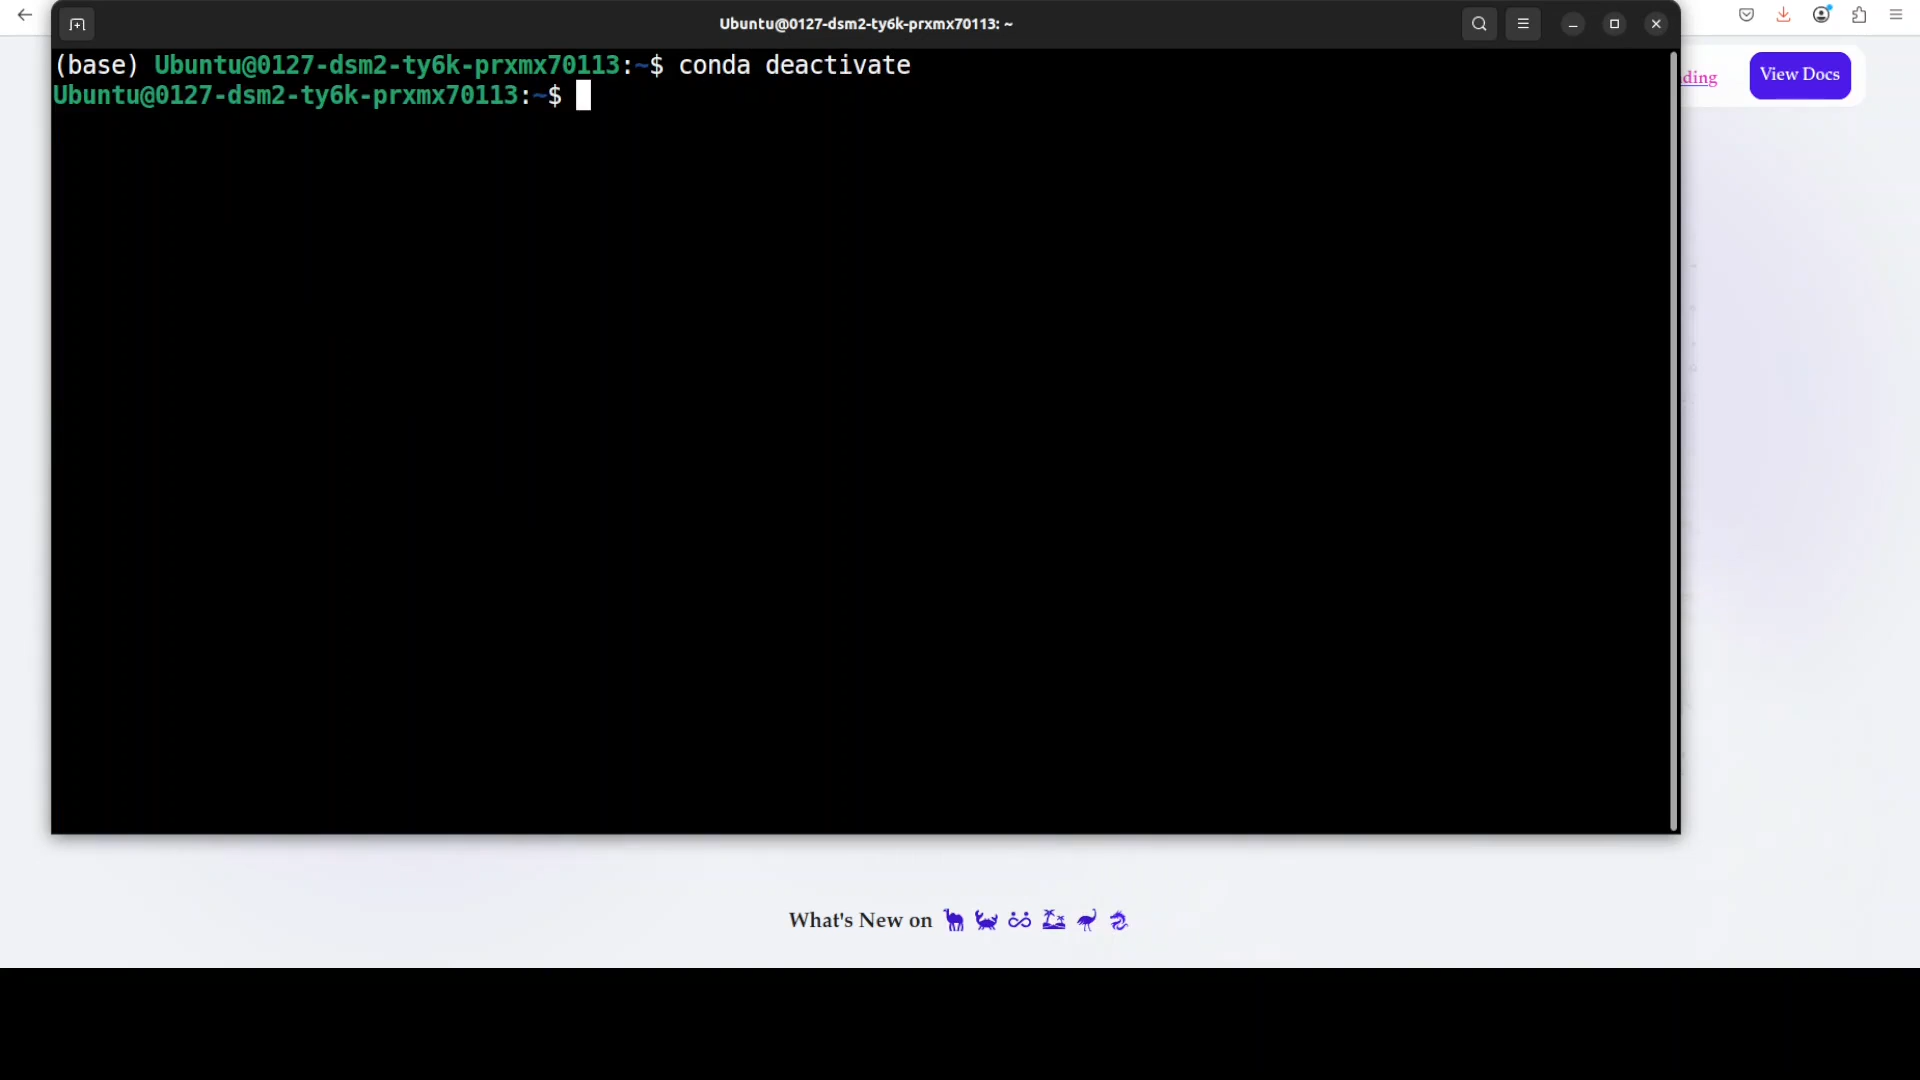 Ubuntu@0127-dsm2-ty6k-prxmx70113: ~
(base) Ubuntu@0127-dsm2-ty6k-prxmx70113:~$ conda deactivate
Ubuntu@0127-dsm2-ty6k-prxmx70113:~$
ding
View Docs
What's New on